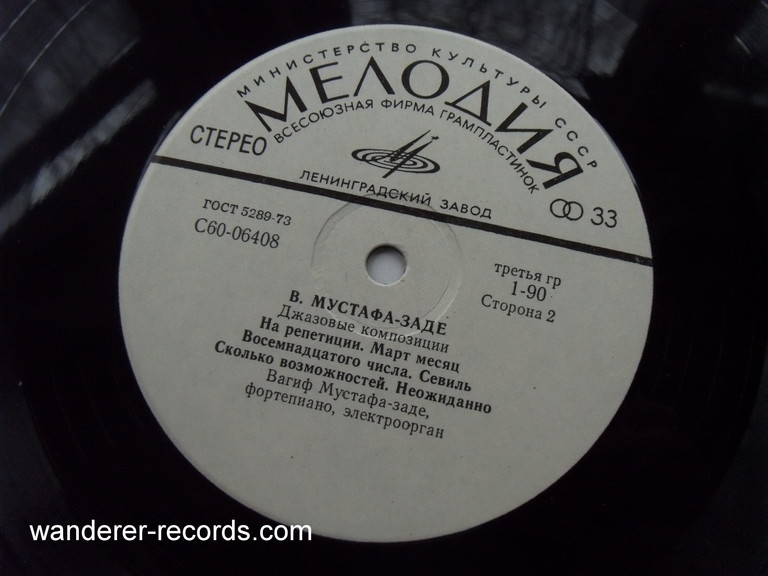 МИНИСТЕРСТВО КУЛЬТУРЫ СССР
МЕЛОДИЯ
ВСЕСОЮЗНАЯ ФИРМА ГРАМПЛАСТИНОК
СТЕРЕО
ЛЕНИНГРАДСКИЙ ЗАВОД
33
ГОСТ 5289-73
С60-06408
третья гр
1-90
Сторона 2
В. МУСТАФА-ЗАДЕ
Джазовые композиции
На репетиции. Март месяц
Восемнадцатого числа. Севиль
Сколько возможностей. Неожиданно
Вагиф Мустафа-заде,
фортепиано, электроорган
wanderer-records.com